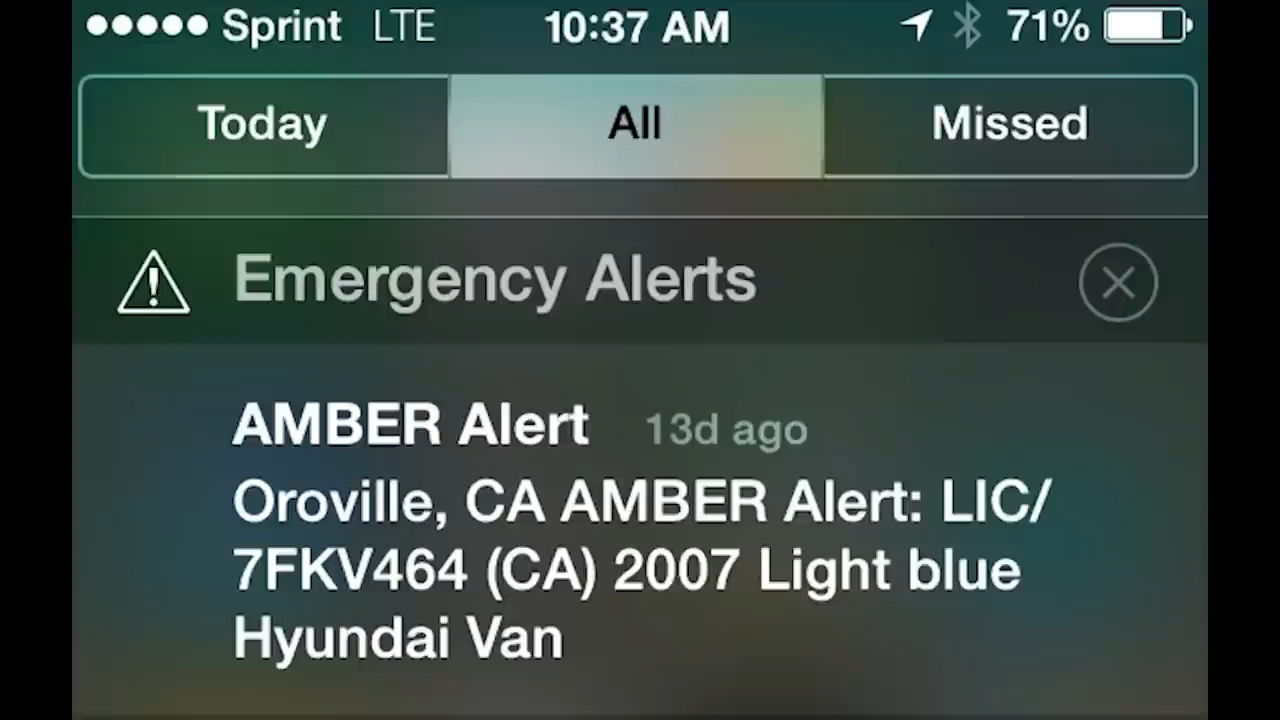 ●●●●● Sprint LTE 10:37 AM 71%
Today All Missed
Emergency Alerts
AMBER Alert 13d ago
Oroville, CA AMBER Alert: LIC/
7FKV464 (CA) 2007 Light blue
Hyundai Van